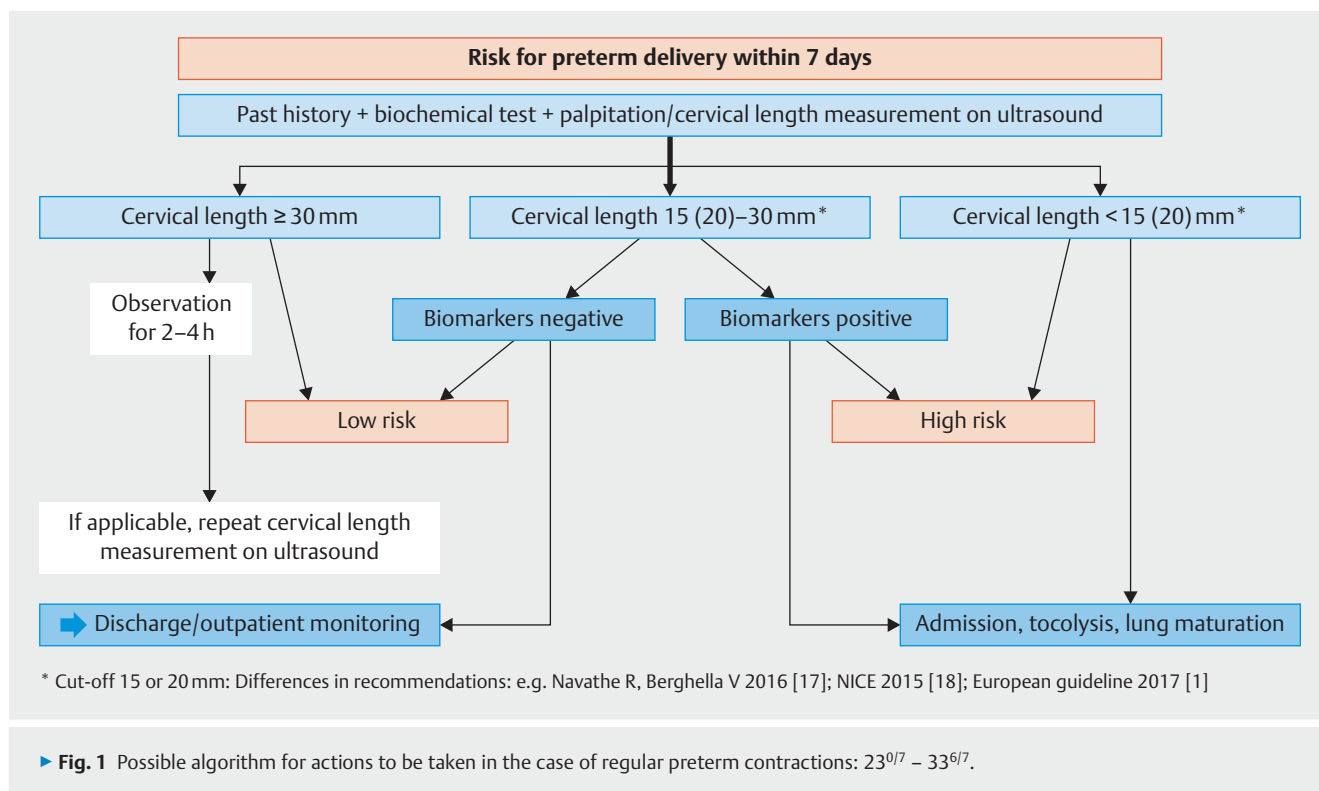 Risk for preterm delivery within 7 days
Past history + biochemical test + palpitation/cervical length measurement on ultrasound
Cervical length ≥ 30 mm
Cervical length 15 (20)–30 mm*
Cervical length < 15 (20) mm*
Observation
for 2–4 h
Biomarkers negative
Biomarkers positive
Low risk
High risk
If applicable, repeat cervical length
measurement on ultrasound
Discharge/outpatient monitoring
Admission, tocolysis, lung maturation
* Cut-off 15 or 20 mm: Differences in recommendations: e.g. Navathe R, Berghella V 2016 [17]; NICE 2015 [18]; European guideline 2017 [1]
▶ Fig. 1 Possible algorithm for actions to be taken in the case of regular preterm contractions: 23⁰ᐟ⁷ – 33⁶ᐟ⁷.